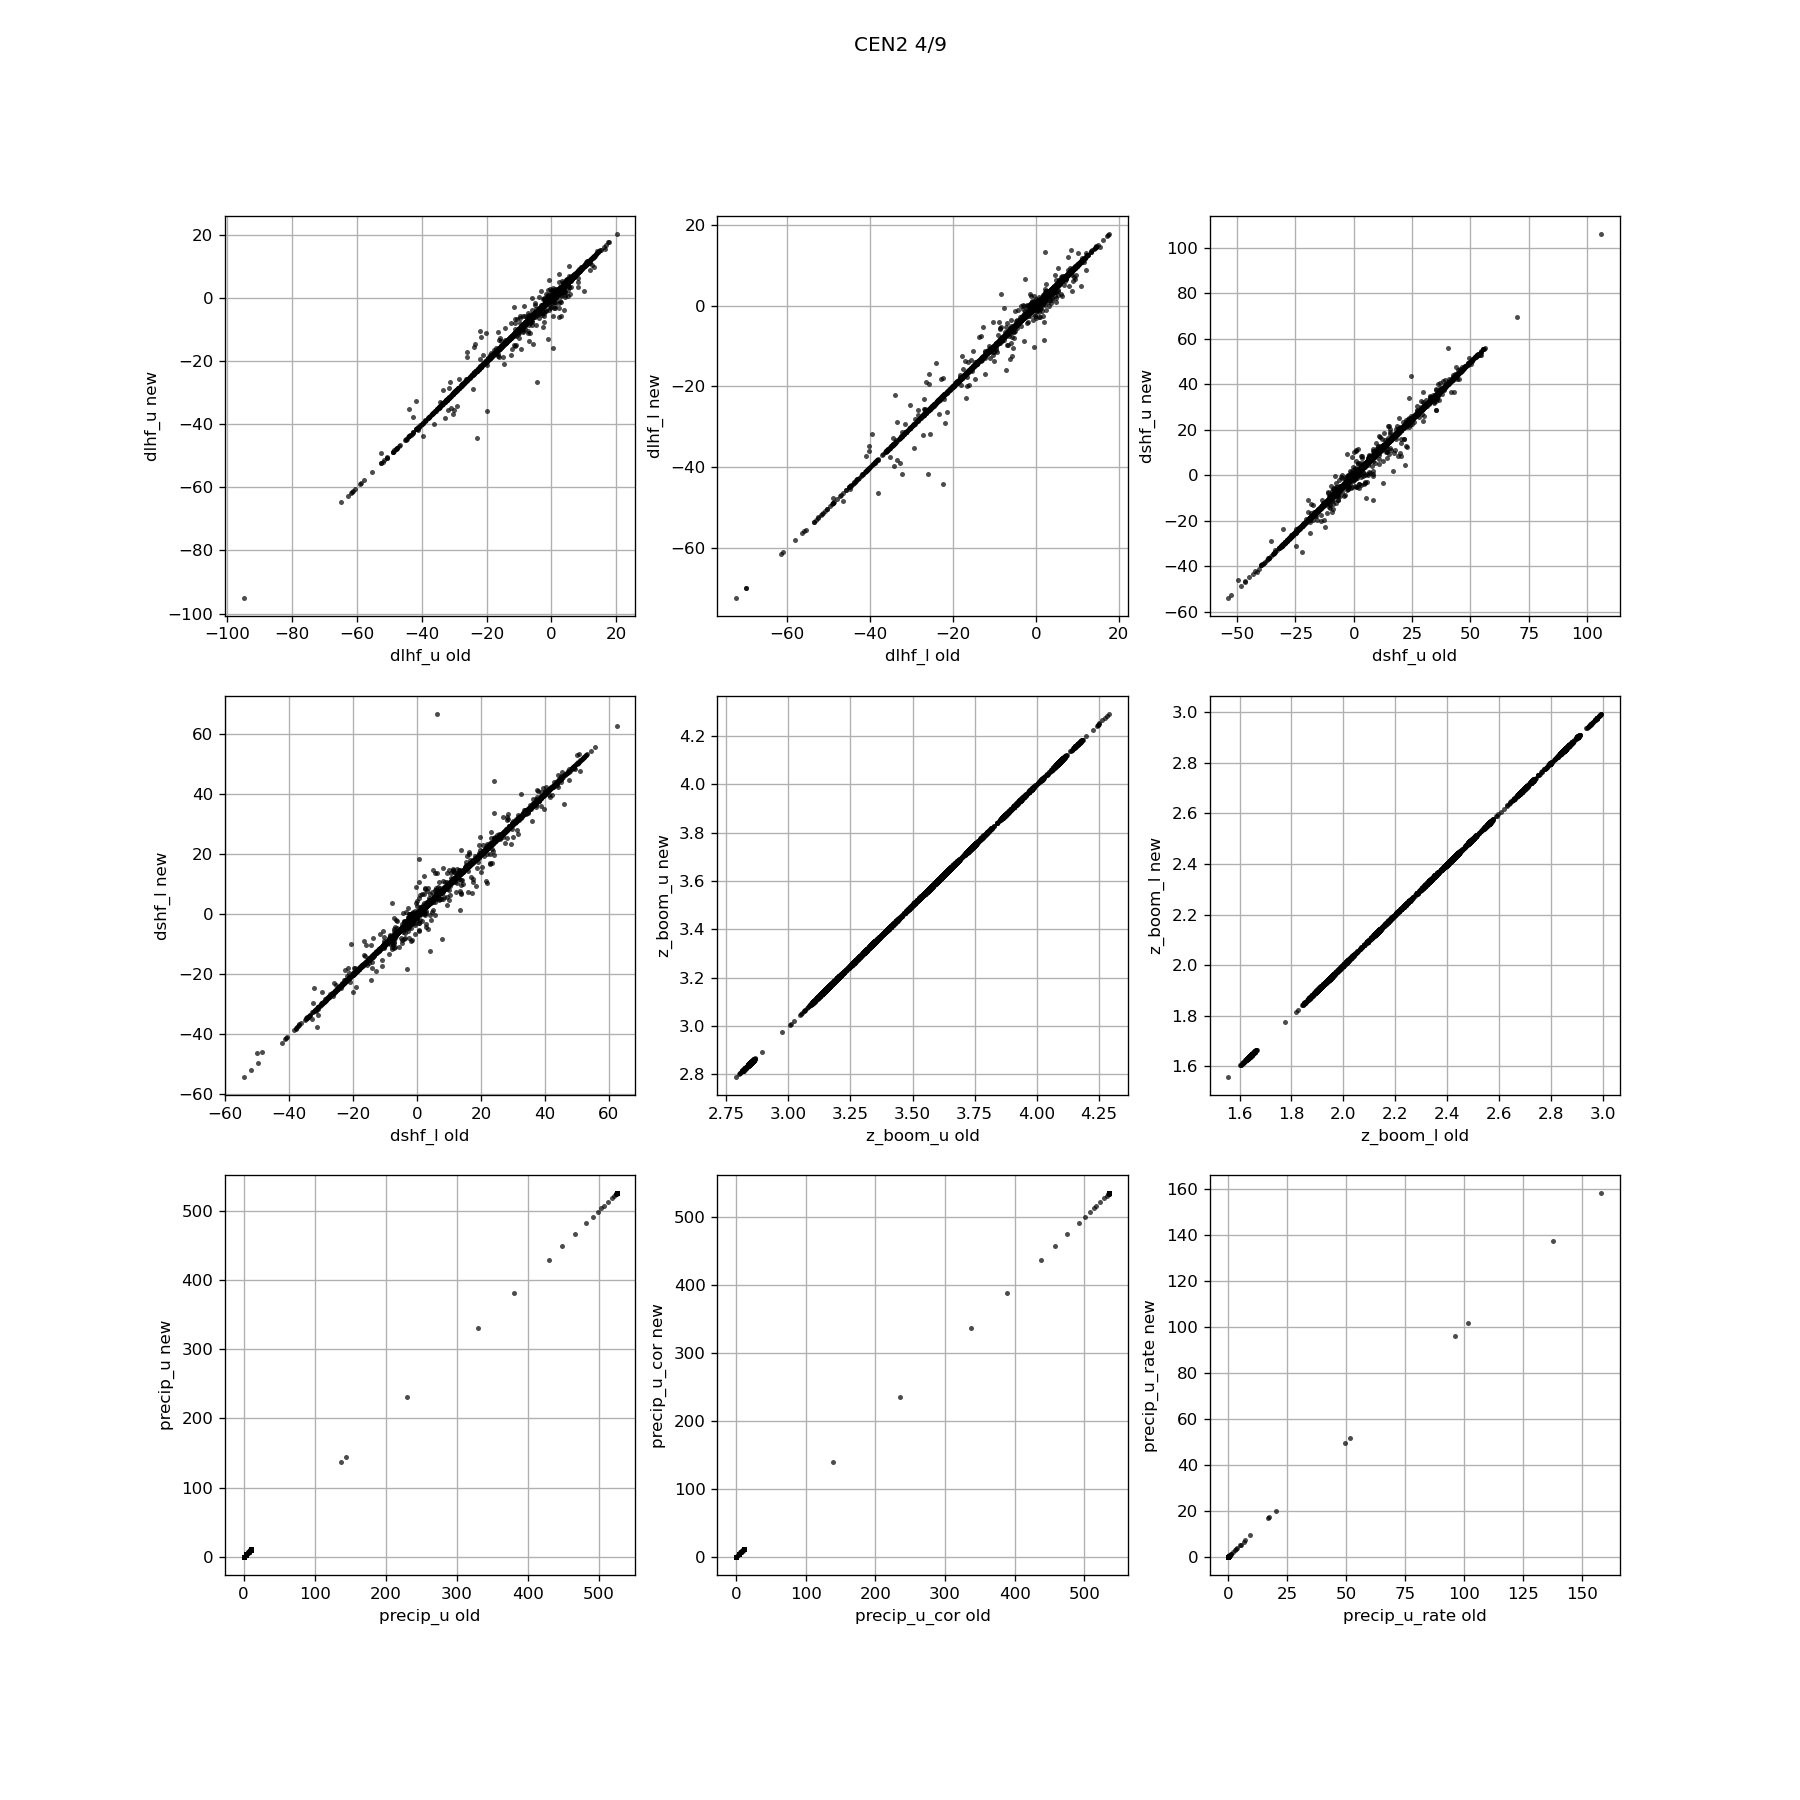 CEN2 4/9
20
0
−20
−40
−60
−80
−100
dlhf_u new
−100 −80 −60 −40 −20 0 20
dlhf_u old
20
0
−20
−40
−60
dlhf_l new
−60 −40 −20 0 20
dlhf_l old
100
80
60
40
20
0
−20
−40
−60
dshf_u new
−50 −25 0 25 50 75 100
dshf_u old
60
40
20
0
−20
−40
−60
dshf_l new
−60 −40 −20 0 20 40 60
dshf_l old
4.2
4.0
3.8
3.6
3.4
3.2
3.0
2.8
z_boom_u new
2.75 3.00 3.25 3.50 3.75 4.00 4.25
z_boom_u old
3.0
2.8
2.6
2.4
2.2
2.0
1.8
1.6
z_boom_l new
1.6 1.8 2.0 2.2 2.4 2.6 2.8 3.0
z_boom_l old
500
400
300
200
100
0
precip_u new
0 100 200 300 400 500
precip_u old
500
400
300
200
100
0
precip_u_cor new
0 100 200 300 400 500
precip_u_cor old
160
140
120
100
80
60
40
20
0
precip_u_rate new
0 25 50 75 100 125 150
precip_u_rate old